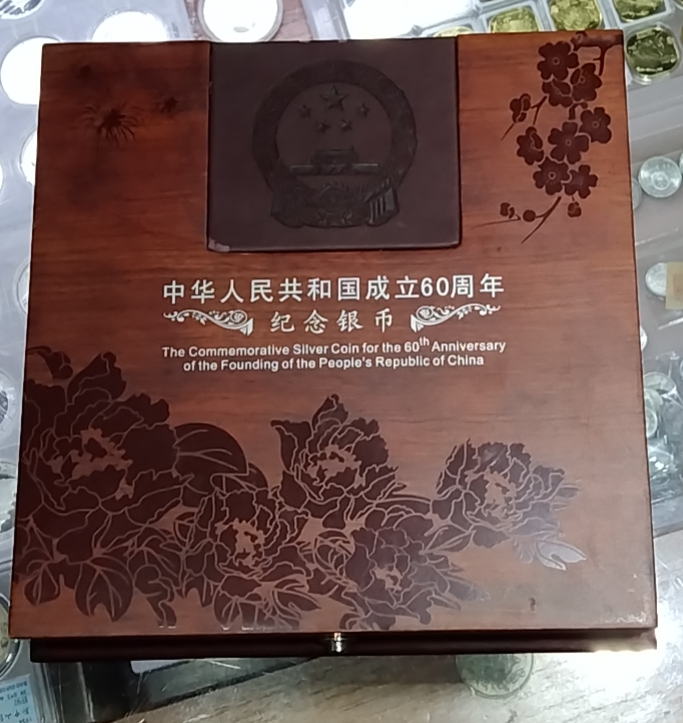 中华人民共和国成立60周年
纪念银币
The Commemorative Silver Coin for the 60th Anniversary
of the Founding of the People's Republic of China